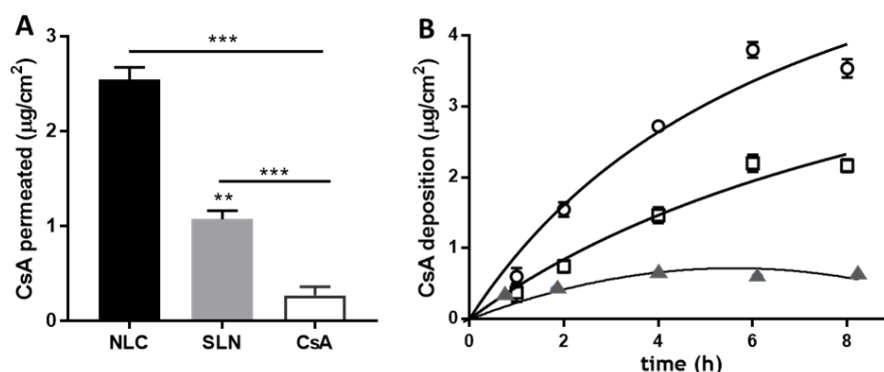 A
CsA permeated (µg/cm²)
3
2
1
0
***
***
**
NLC SLN CsA
B
CsA deposition (µg/cm²)
4
3
2
1
0
0 2 4 6 8
time (h)